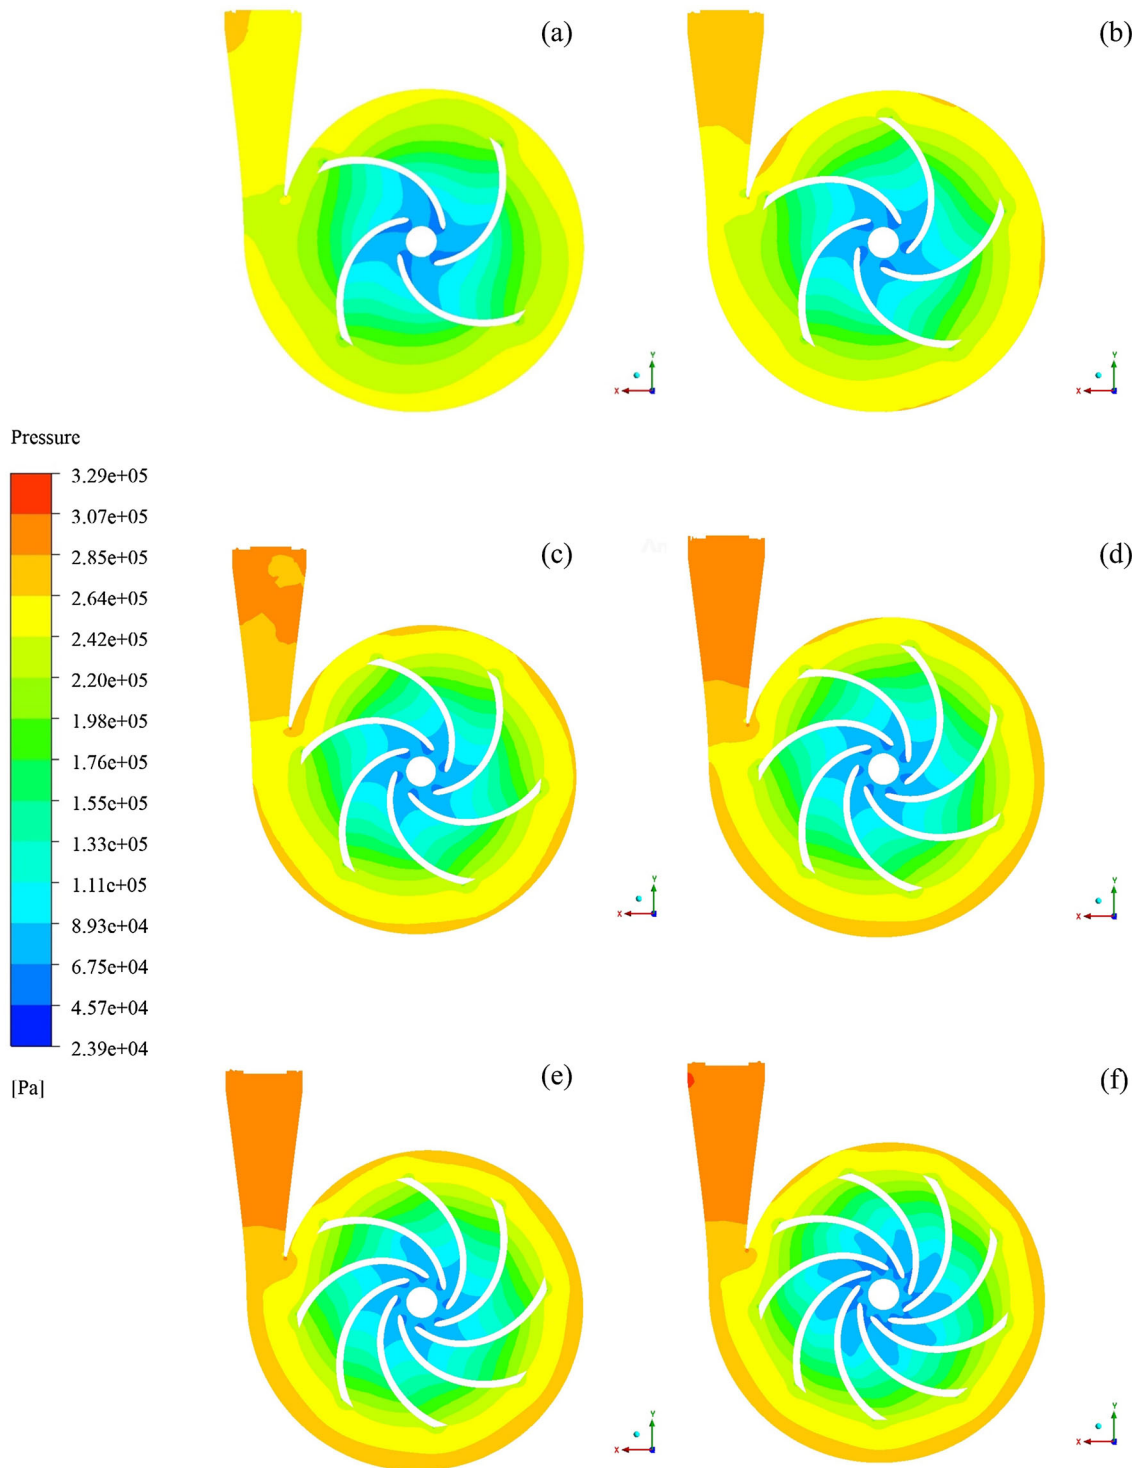 (a)
(b)
Y
X
Y
X
Pressure
3.29e+05
3.07e+05
2.85e+05
2.64e+05
2.42e+05
2.20e+05
1.98e+05
1.76e+05
1.55e+05
1.33e+05
1.11e+05
8.93e+04
6.75e+04
4.57e+04
2.39e+04
[Pa]
(c)
(d)
Y
X
Y
X
(e)
(f)
Y
X
Y
X